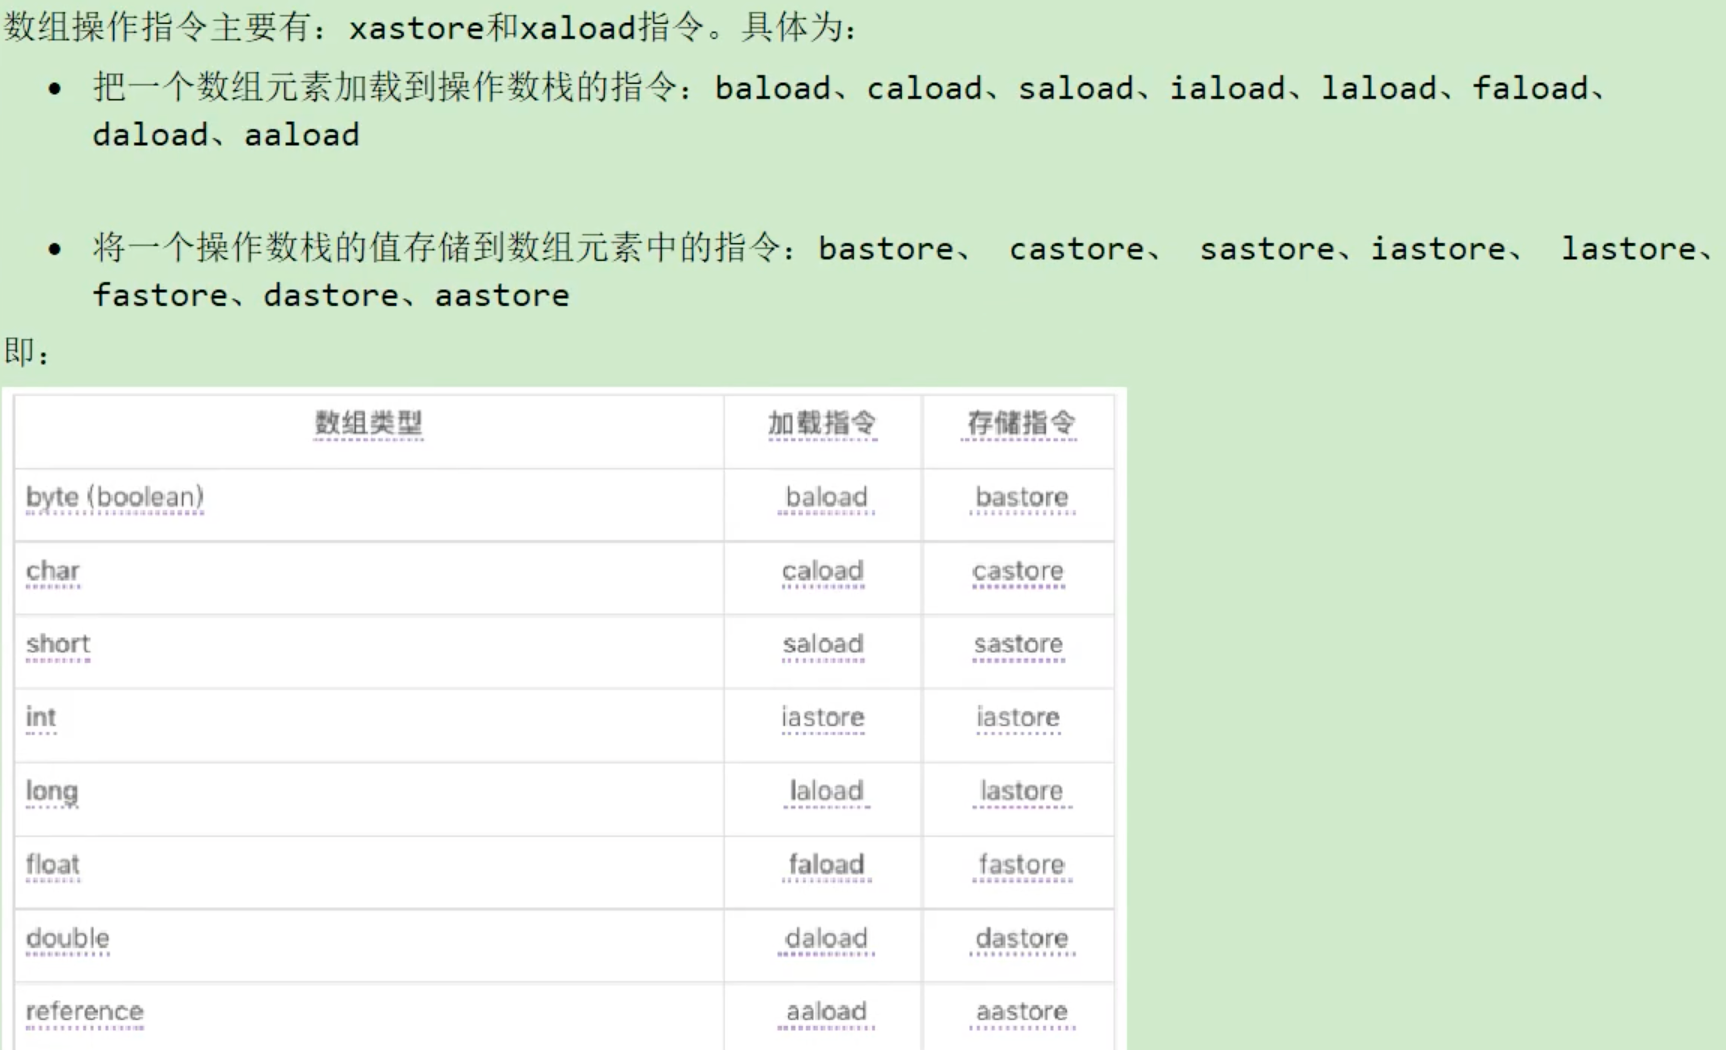 数组操作指令主要有：xastore和xaload指令。具体为：
• 把一个数组元素加载到操作数栈的指令：baload、caload、saload、iaload、laload、faload、
daload、aaload
• 将一个操作数栈的值存储到数组元素中的指令：bastore、 castore、 sastore、iastore、 lastore、
fastore、dastore、aastore
即：
数组类型 加载指令 存储指令
byte (boolean) baload bastore
char caload castore
short saload sastore
int iastore iastore
long laload lastore
float faload fastore
double daload dastore
reference aaload aastore